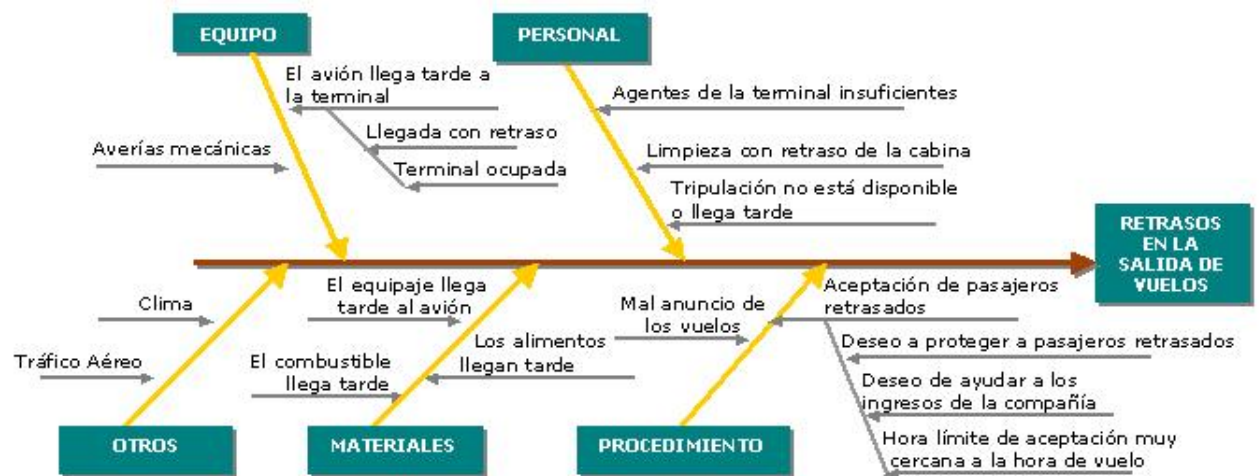 EQUIPO
PERSONAL
El avión llega tarde a
la terminal
Llegada con retraso
Terminal ocupada
Averías mecánicas
Agentes de la terminal insuficientes
Limpieza con retraso de la cabina
Tripulación no está disponible
o llega tarde
RETRASOS
EN LA
SALIDA DE
VUELOS
Clima
Tráfico Aéreo
El equipaje llega
tarde al avión
Los alimentos
llegan tarde
El combustible
llega tarde
Mal anuncio de
los vuelos
Aceptación de pasajeros
retrasados
Deseo a proteger a pasajeros retrasados
Deseo de ayudar a los
ingresos de la compañía
Hora límite de aceptación muy
cercana a la hora de vuelo
OTROS
MATERIALES
PROCEDIMIENTO